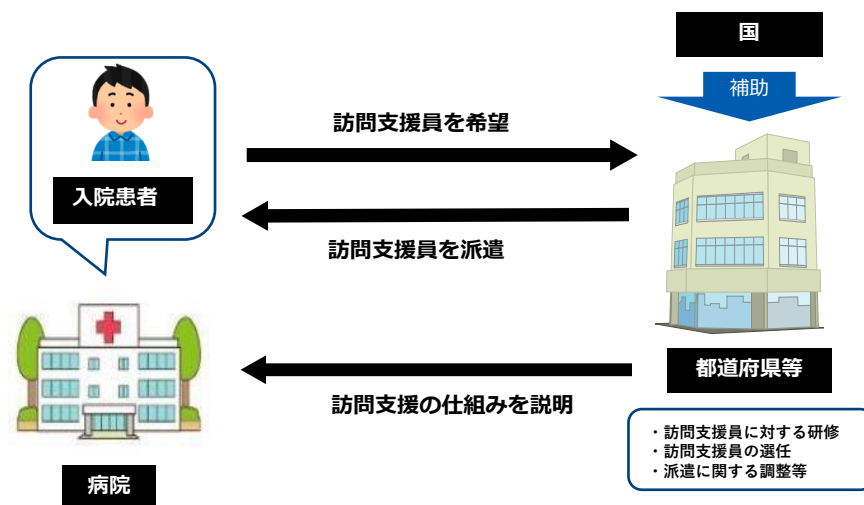 国
補助
訪問支援員を希望
入院患者
訪問支援員を派遣
都道府県等
訪問支援の仕組みを説明
・訪問支援員に対する研修
・訪問支援員の選任
・派遣に関する調整等
病院